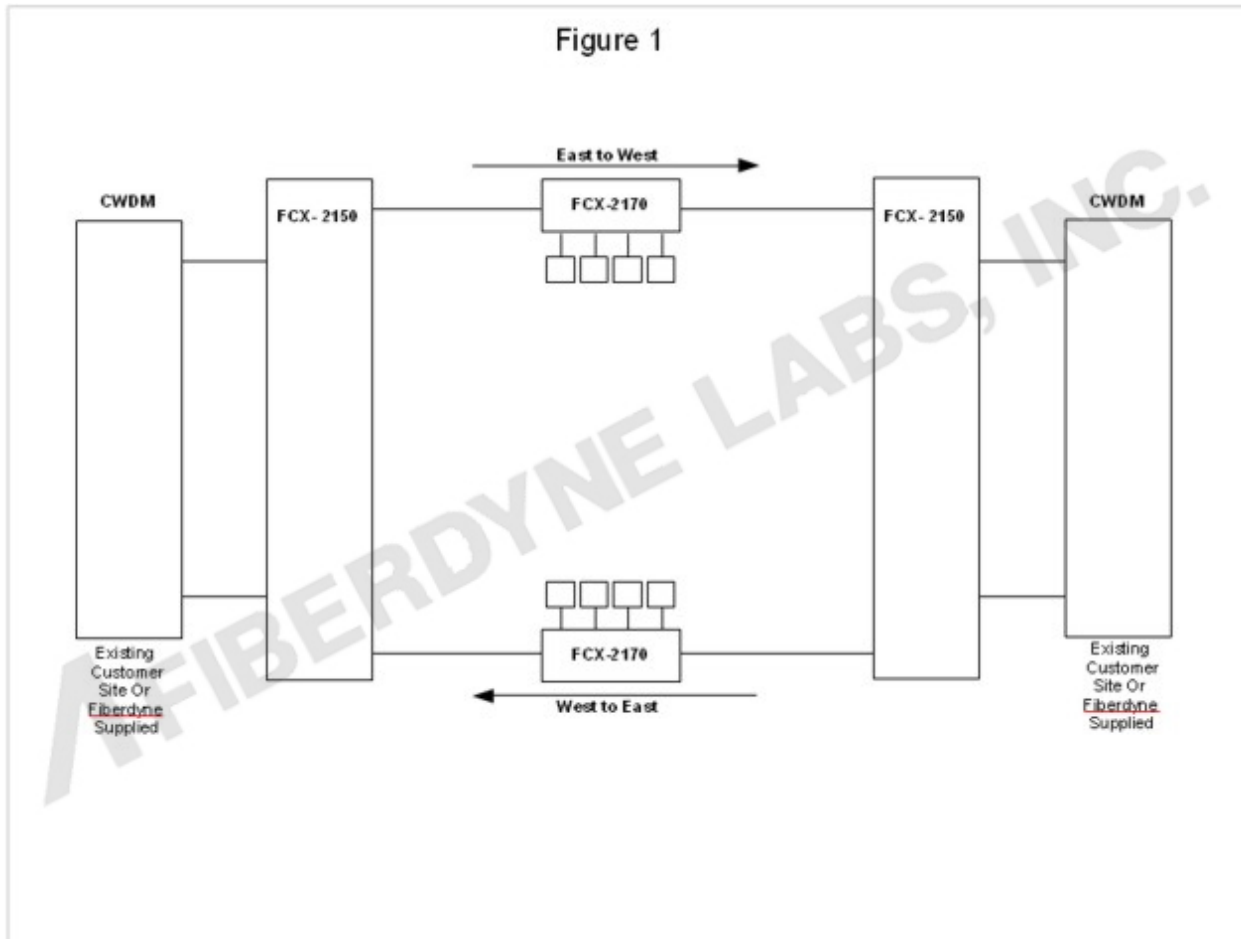 Figure 1
East to West
CWDM
FCX- 2150
FCX-2170
FCX- 2150
CWDM
FIBERDYNE LABS, INC.
FCX-2170
West to East
Existing
Customer
Site Or
Fiberdyne
Supplied
Existing
Customer
Site Or
Fiberdyne
Supplied